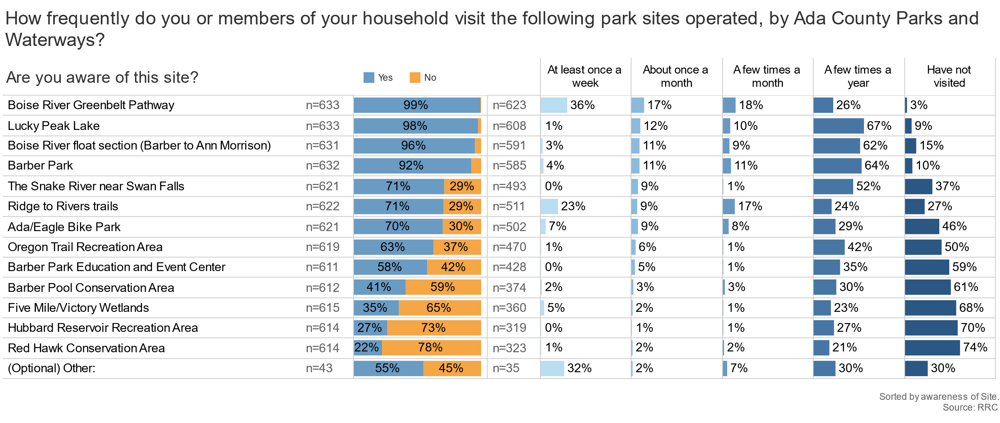 How frequently do you or members of your household visit the following park sites operated, by Ada County Parks and
Waterways?
Are you aware of this site? Yes No At least once a week About once a month A few times a month A few times a year Have not visited
Boise River Greenbelt Pathway n=633 99% n=623 36% 17% 18% 26% 3%
Lucky Peak Lake n=633 98% n=608 1% 12% 10% 67% 9%
Boise River float section (Barber to Ann Morrison) n=631 96% n=591 3% 11% 9% 62% 15%
Barber Park n=632 92% n=585 4% 11% 11% 64% 10%
The Snake River near Swan Falls n=621 71% 29% n=493 0% 9% 1% 52% 37%
Ridge to Rivers trails n=622 71% 29% n=511 23% 9% 17% 24% 27%
Ada/Eagle Bike Park n=621 70% 30% n=502 7% 9% 8% 29% 46%
Oregon Trail Recreation Area n=619 63% 37% n=470 1% 6% 1% 42% 50%
Barber Park Education and Event Center n=611 58% 42% n=428 0% 5% 1% 35% 59%
Barber Pool Conservation Area n=612 41% 59% n=374 2% 3% 3% 30% 61%
Five Mile/Victory Wetlands n=615 35% 65% n=360 5% 2% 1% 23% 68%
Hubbard Reservoir Recreation Area n=614 27% 73% n=319 0% 1% 1% 27% 70%
Red Hawk Conservation Area n=614 22% 78% n=323 1% 2% 2% 21% 74%
(Optional) Other: n=43 55% 45% n=35 32% 2% 7% 30% 30%
Sorted by awareness of Site.
Source: RRC